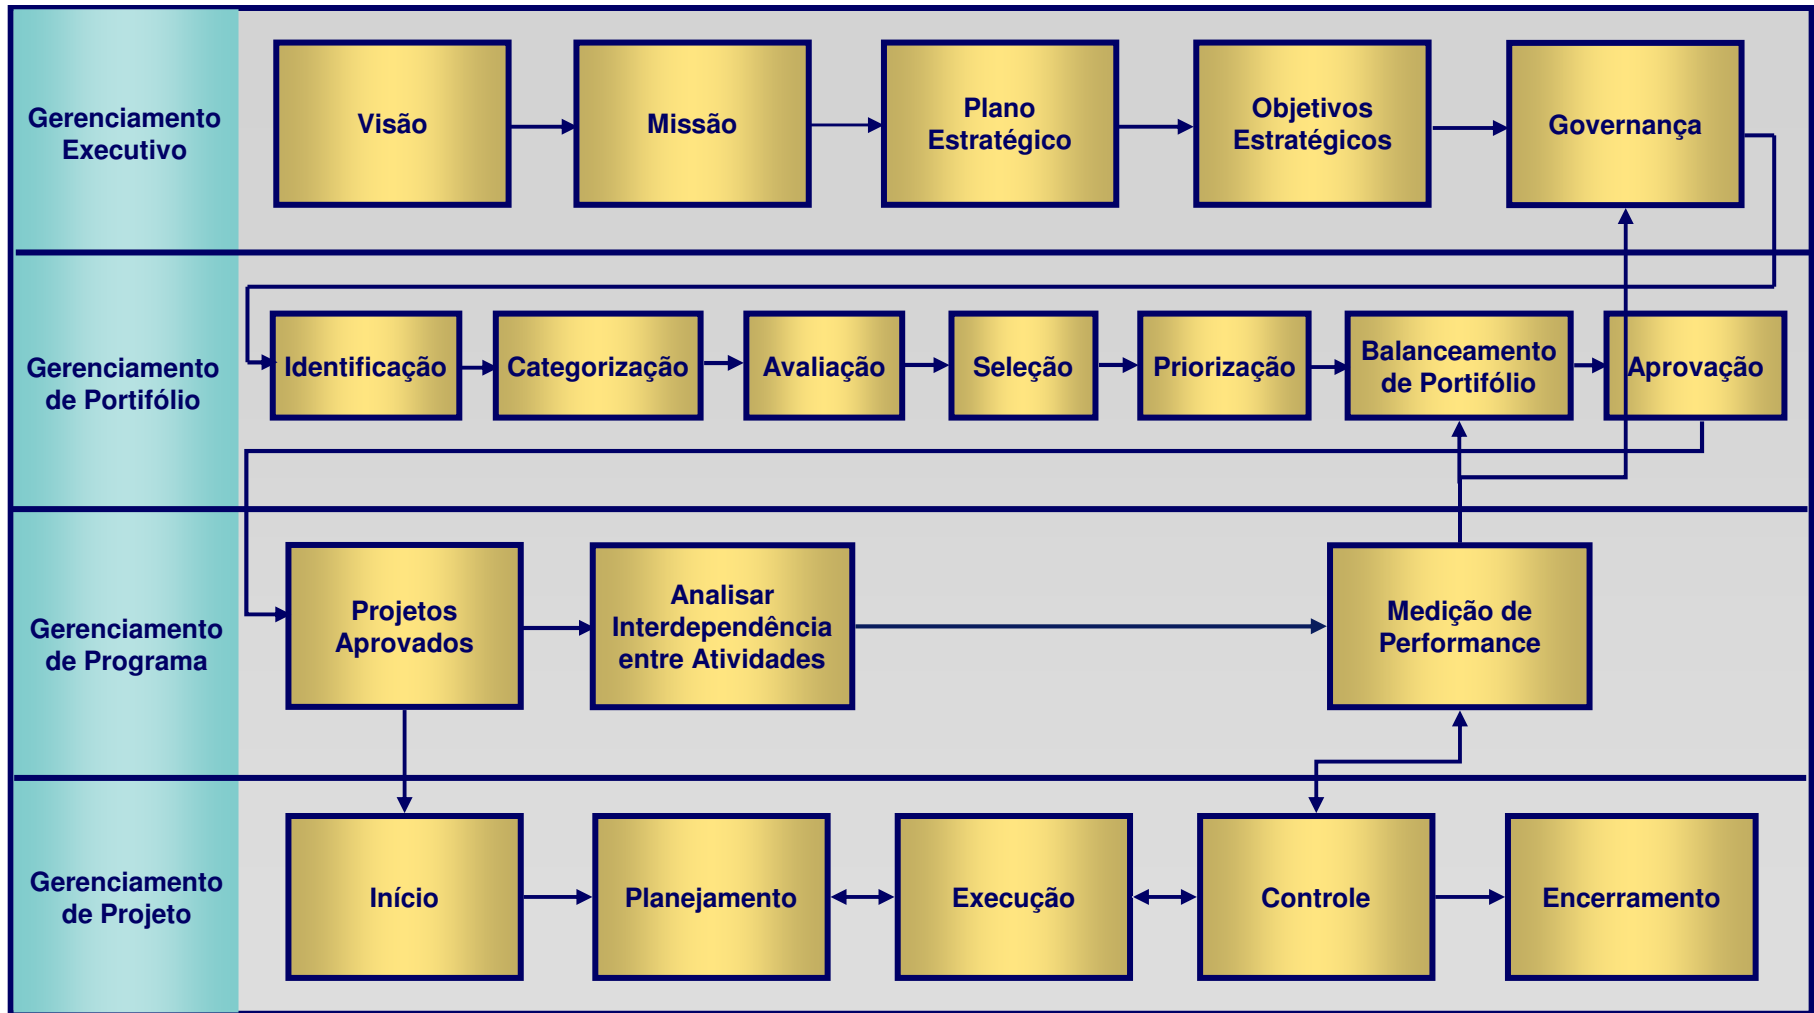 Gerenciamento
Executivo
Visão
Missão
Plano
Estratégico
Objetivos
Estratégicos
Governança
Gerenciamento
de Portifólio
Identificação
Categorização
Avaliação
Seleção
Priorização
Balanceamento
de Portifólio
Aprovação
Gerenciamento
de Programa
Projetos
Aprovados
Analisar
Interdependência
entre Atividades
Medição de
Performance
Gerenciamento
de Projeto
Início
Planejamento
Execução
Controle
Encerramento